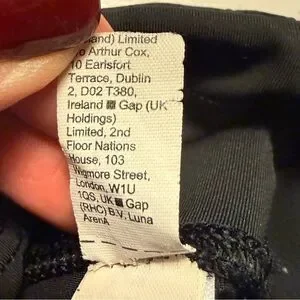 land) Limited
Arthur Cox,
10 Earlsfort
Terrace, Dublin
2, D02 T380,
Ireland ■ Gap (UK
Holdings)
Limited, 2nd
Floor Nations
House, 103
Wigmore Street,
London, W1U
1QS, UK ■ Gap
(RHC) B.V, Luna
ArenA